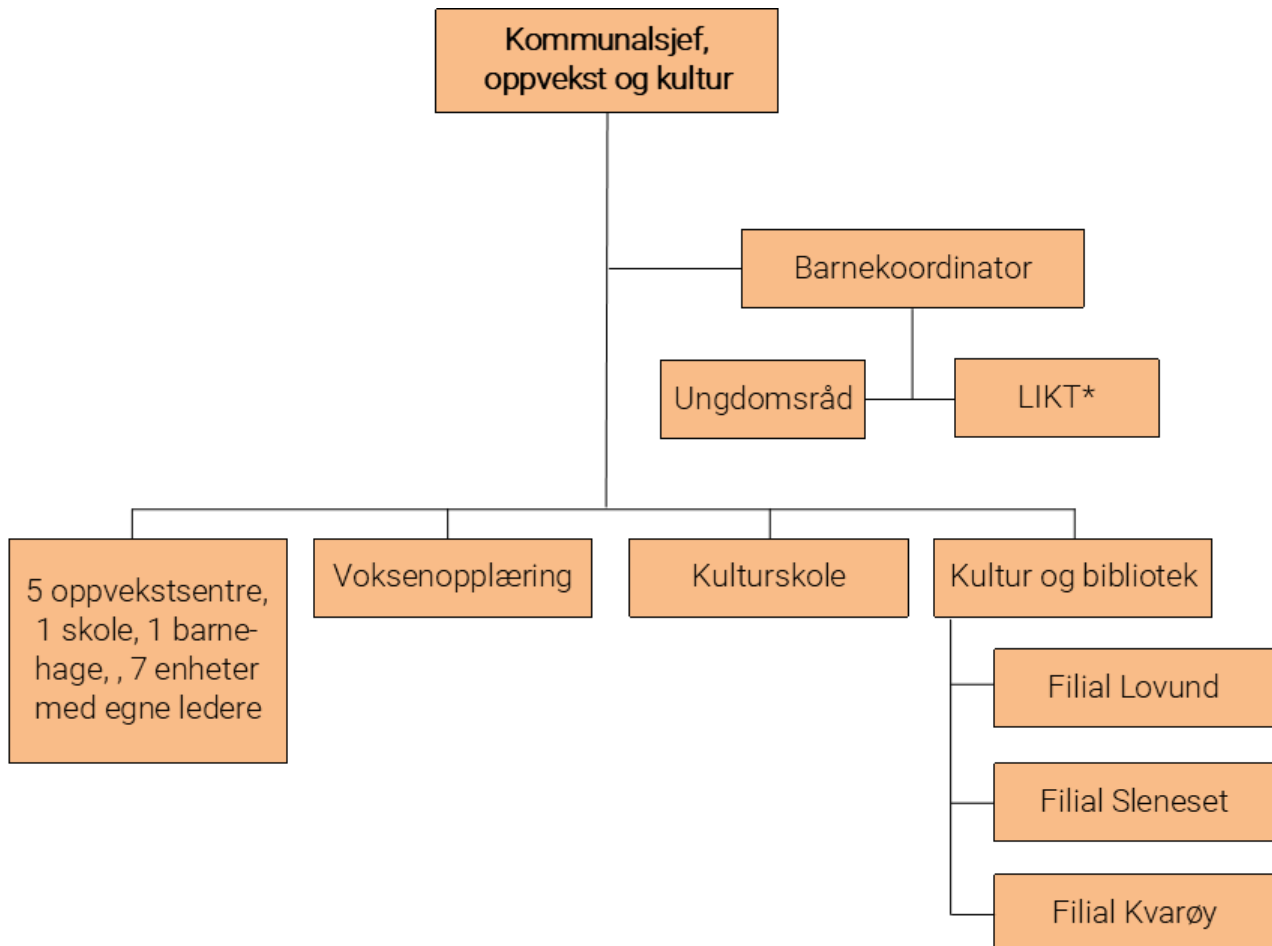 Kommunalsjef,
oppvekst og kultur
Barnekoordinator
Ungdomsråd
LIKT*
5 oppvekstsentre,
1 skole, 1 barne-
hage, , 7 enheter
med egne ledere
Voksenopplæring
Kulturskole
Kultur og bibliotek
Filial Lovund
Filial Sleneset
Filial Kvarøy